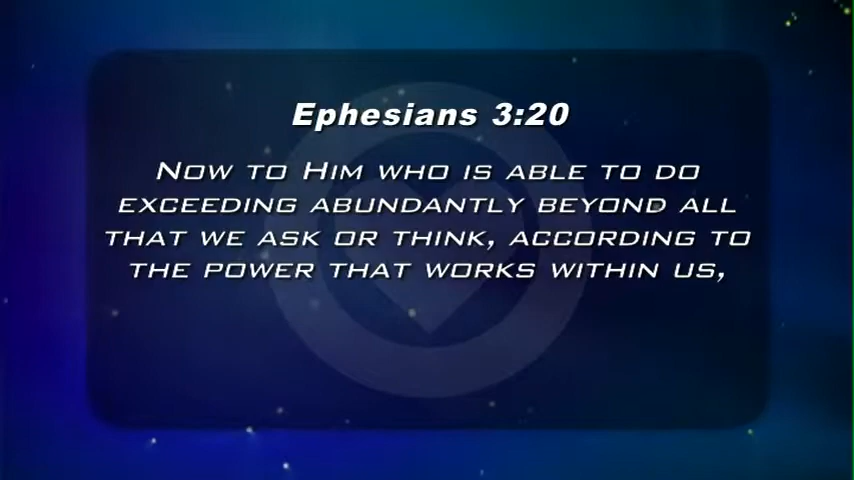 Ephesians 3:20
Now to Him who is able to do
exceeding abundantly beyond all
that we ask or think, according to
the power that works within us,